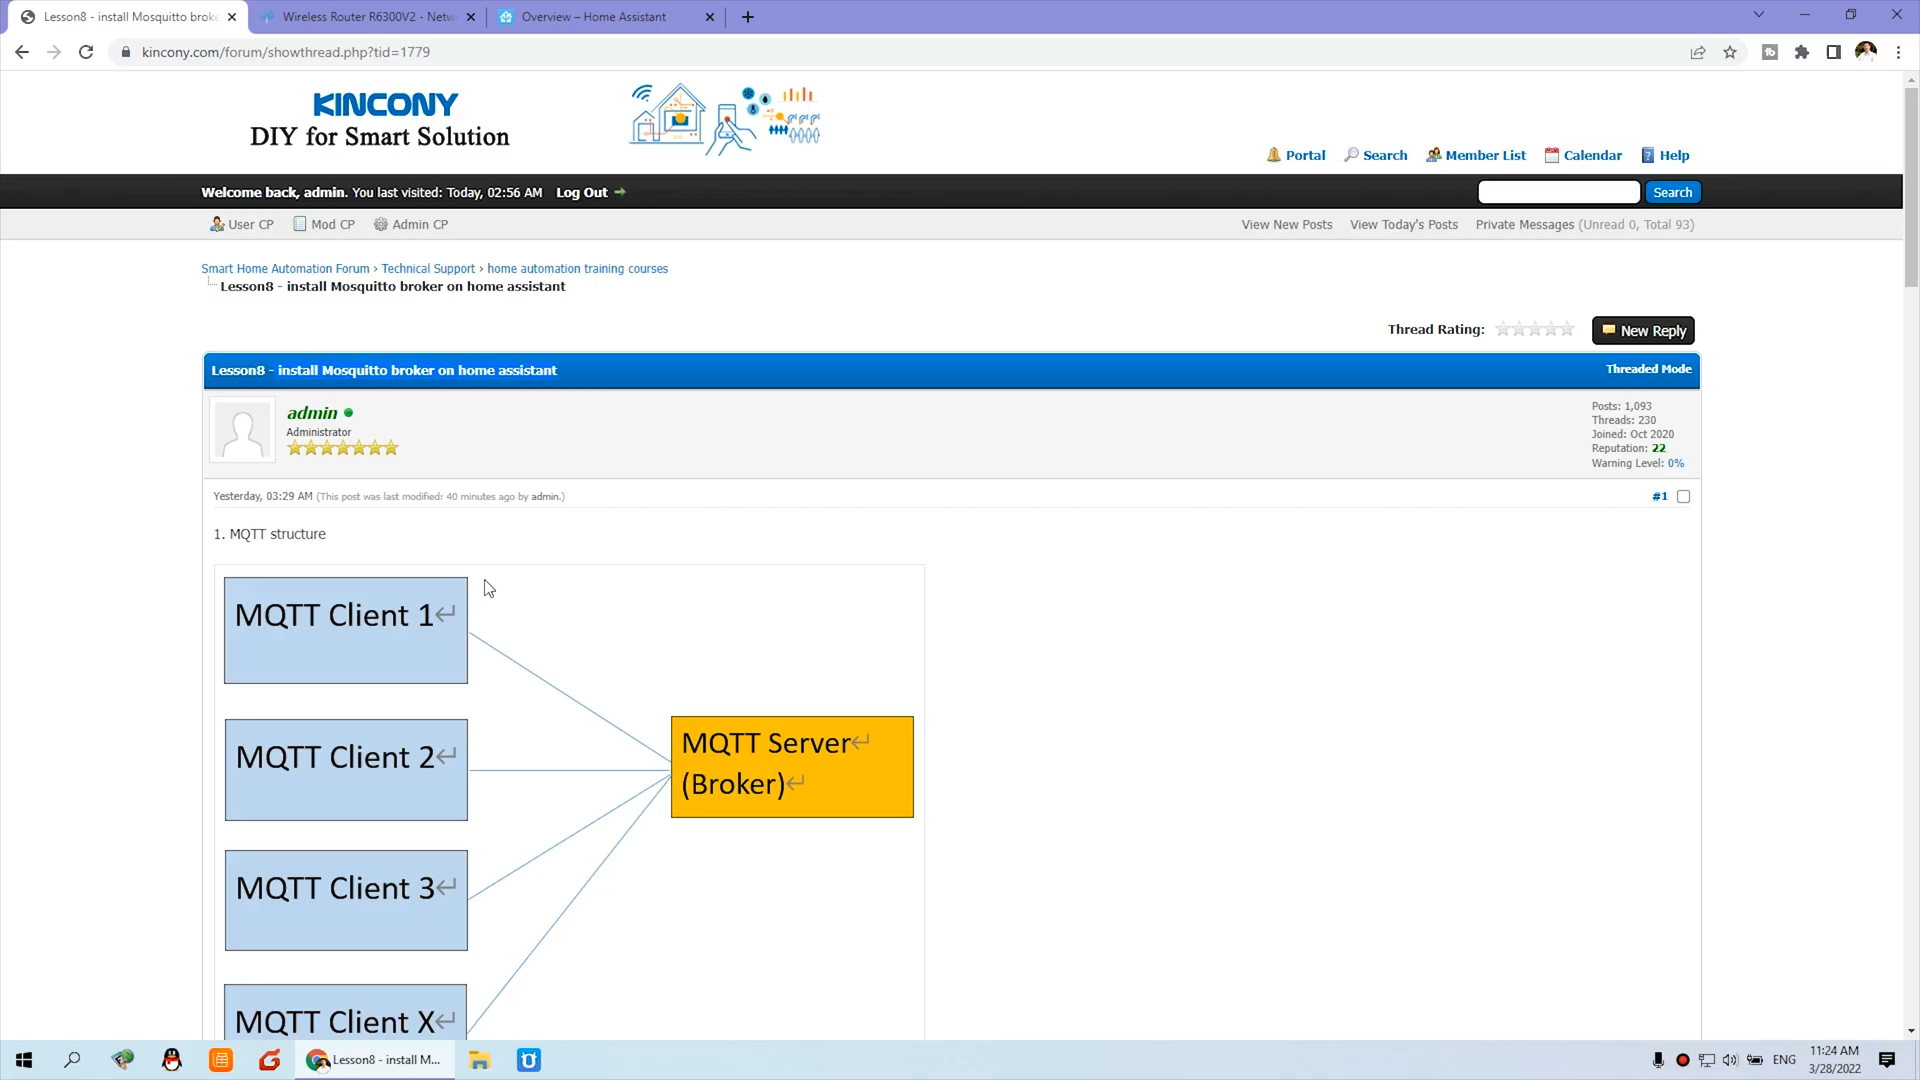 Lesson8 - install Mosquitto broke
Wireless Router R6300V2 - Netw
Overview – Home Assistant
kincony.com/forum/showthread.php?tid=1779
KINCONY
DIY for Smart Solution
Portal
Search
Member List
Calendar
Help
Welcome back, admin. You last visited: Today, 02:56 AM Log Out
Search
User CP
Mod CP
Admin CP
View New Posts
View Today's Posts
Private Messages (Unread 0, Total 93)
Smart Home Automation Forum › Technical Support › home automation training courses
Lesson8 - install Mosquitto broker on home assistant
Thread Rating:
New Reply
Lesson8 - install Mosquitto broker on home assistant
Threaded Mode
admin
Administrator
Posts: 1,093
Threads: 230
Joined: Oct 2020
Reputation: 22
Warning Level: 0%
Yesterday, 03:29 AM (This post was last modified: 40 minutes ago by admin.)
#1
1. MQTT structure
MQTT Client 1↵
MQTT Client 2↵
MQTT Server↵
(Broker)↵
MQTT Client 3↵
MQTT Client X↵
Lesson8 - install M...
ENG
11:24 AM
3/28/2022